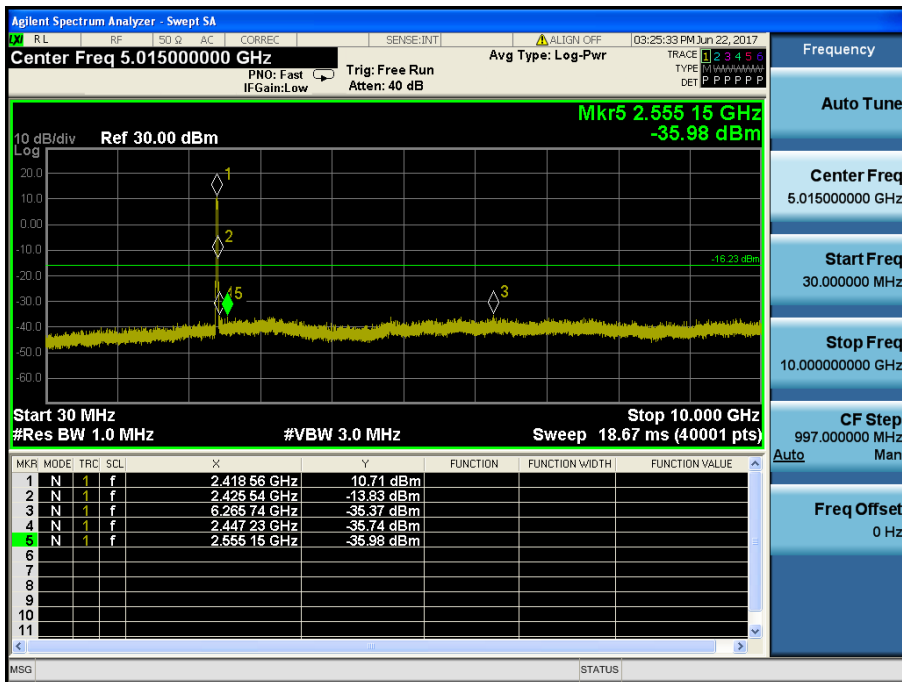 Agilent Spectrum Analyzer - Swept SA
LXI RL RF 50 Ω AC CORREC SENSE:INT ALIGN OFF 03:25:33 PM Jun 22, 2017
Center Freq 5.015000000 GHz
PNO: Fast
IFGain:Low
Trig: Free Run
Atten: 40 dB
Avg Type: Log-Pwr
TRACE 1 2 3 4 5 6
TYPE M W W W W W
DET P P P P P P
Mkr5 2.555 15 GHz
-35.98 dBm
10 dB/div Ref 30.00 dBm
Log
20.0
10.0
0.00
-10.0
-20.0
-30.0
-40.0
-50.0
-60.0
1
2
3
5
-16.23 dBm
Start 30 MHz Stop 10.000 GHz
#Res BW 1.0 MHz #VBW 3.0 MHz Sweep 18.67 ms (40001 pts)
MKR MODE TRC SCL X Y FUNCTION FUNCTION WIDTH FUNCTION VALUE
1 N 1 f 2.418 56 GHz 10.71 dBm
2 N 1 f 2.425 54 GHz -13.83 dBm
3 N 1 f 6.265 74 GHz -35.37 dBm
4 N 1 f 2.447 23 GHz -35.74 dBm
5 N 1 f 2.555 15 GHz -35.98 dBm
6
7
8
9
10
11
MSG STATUS
Frequency
Auto Tune
Center Freq
5.015000000 GHz
Start Freq
30.000000 MHz
Stop Freq
10.000000000 GHz
CF Step
997.000000 MHz
Auto Man
Freq Offset
0 Hz